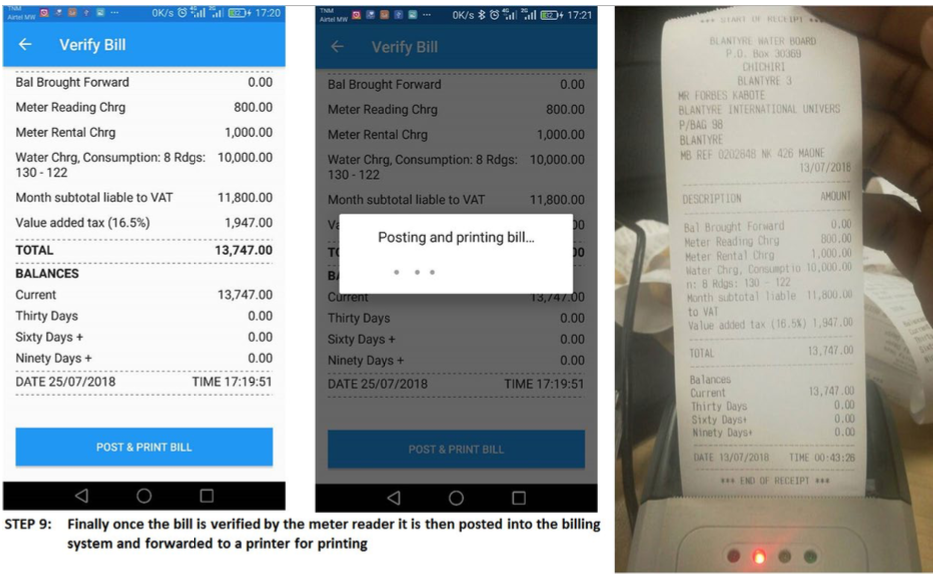 TNM
Airtel MW
0K/s 4G 2G 17:20
Verify Bill
Bal Brought Forward 0.00
Meter Reading Chrg 800.00
Meter Rental Chrg 1,000.00
Water Chrg, Consumption: 8 Rdgs: 10,000.00
130 - 122
Month subtotal liable to VAT 11,800.00
Value added tax (16.5%) 1,947.00
TOTAL 13,747.00
BALANCES
Current 13,747.00
Thirty Days 0.00
Sixty Days + 0.00
Ninety Days + 0.00
DATE 25/07/2018 TIME 17:19:51
POST & PRINT BILL
TNM
Airtel MW
0K/s 4G 3G 17:21
Verify Bill
Bal Brought Forward 0.00
Meter Reading Chrg 800.00
Meter Rental Chrg 1,000.00
Water Chrg, Consumption: 8 Rdgs: 10,000.00
130 - 122
Month subtotal liable to VAT 11,800.00
Posting and printing bill...
Current 13,747.00
Thirty Days 0.00
Sixty Days + 0.00
Ninety Days + 0.00
DATE 25/07/2018 TIME 17:19:51
POST & PRINT BILL
STEP 9: Finally once the bill is verified by the meter reader it is then posted into the billing
system and forwarded to a printer for printing
*** START OF RECEIPT ***
BLANTYRE WATER BOARD
P.O. Box 30369
CHICHIRI
BLANTYRE 3
MR FORBES KABOTE
BLANTYRE INTERNATIONAL UNIVERS
P/BAG 98
BLANTYRE
MB REF 0202648 NK 426 MAONE
13/07/2018
DESCRIPTION AMOUNT
Bal Brought Forward 0.00
Meter Reading Chrg 800.00
Meter Rental Chrg 1,000.00
Water Chrg, Consumptio 10,000.00
n: 8 Rdgs: 130 - 122
Month subtotal liable 11,800.00
to VAT
Value added tax (16.5%) 1,947.00
TOTAL 13,747.00
Balances
Current 13,747.00
Thirty Days 0.00
Sixty Days+ 0.00
Ninety Days+ 0.00
DATE 13/07/2018 TIME 00:43:26
*** END OF RECEIPT ***